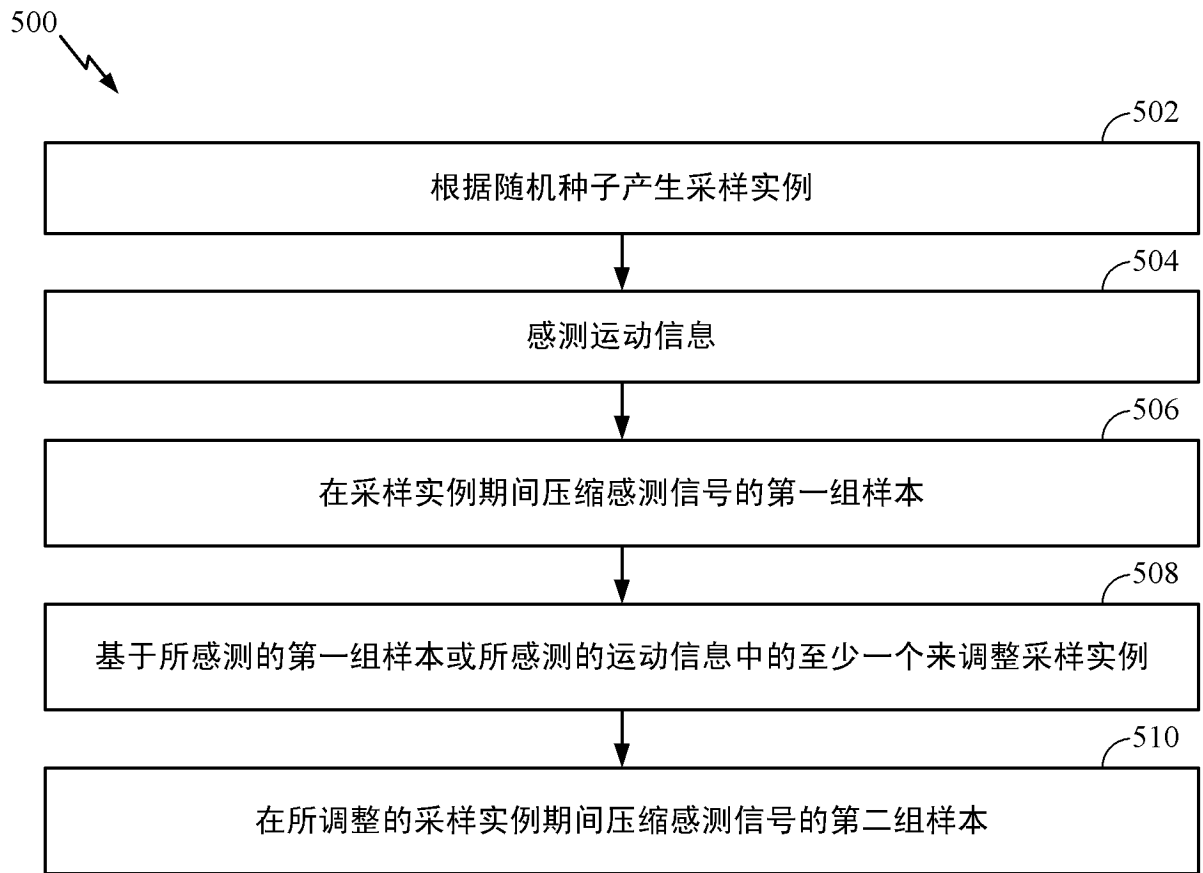 500
502
根据随机种子产生采样实例
504
感测运动信息
506
在采样实例期间压缩感测信号的第一组样本
508
基于所感测的第一组样本或所感测的运动信息中的至少一个来调整采样实例
510
在所调整的采样实例期间压缩感测信号的第二组样本